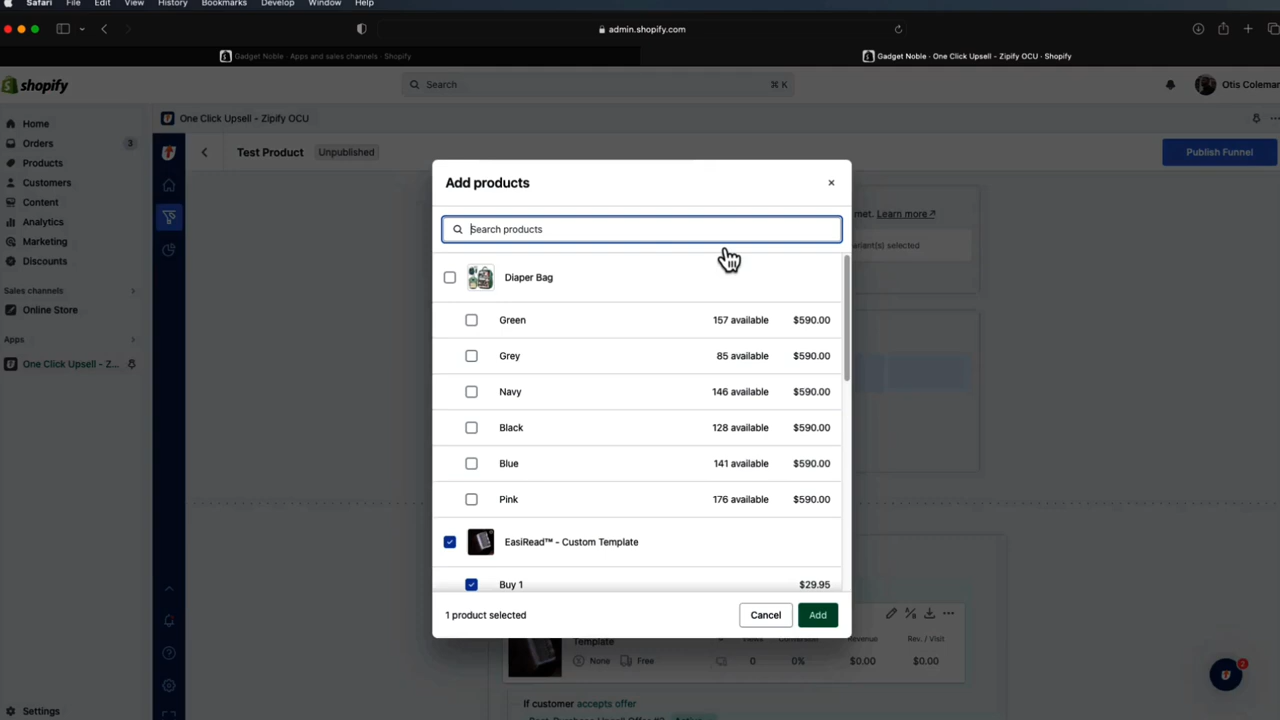 Safari File Edit View History Bookmarks Develop Window Help
admin.shopify.com
Gadget Noble · Apps and sales channels · Shopify
Gadget Noble · One Click Upsell - Zipify OCU · Shopify
shopify
Search
⌘ K
Otis Coleman
Home
Orders 3
Products
Customers
Content
Analytics
Marketing
Discounts
Sales channels
Online Store
Apps
One Click Upsell - Z...
Settings
One Click Upsell - Zipify OCU
Test Product Unpublished
Publish Funnel
met. Learn more
ariant(s) selected
Add products
Search products
Diaper Bag
Green 157 available $590.00
Grey 85 available $590.00
Navy 146 available $590.00
Black 128 available $590.00
Blue 141 available $590.00
Pink 176 available $590.00
EasiRead™ - Custom Template
Buy 1 $29.95
1 product selected
Cancel
Add
Template
Revenue Rev. / Visit
None Free 0 0% $0.00 $0.00
If customer accepts offer
2